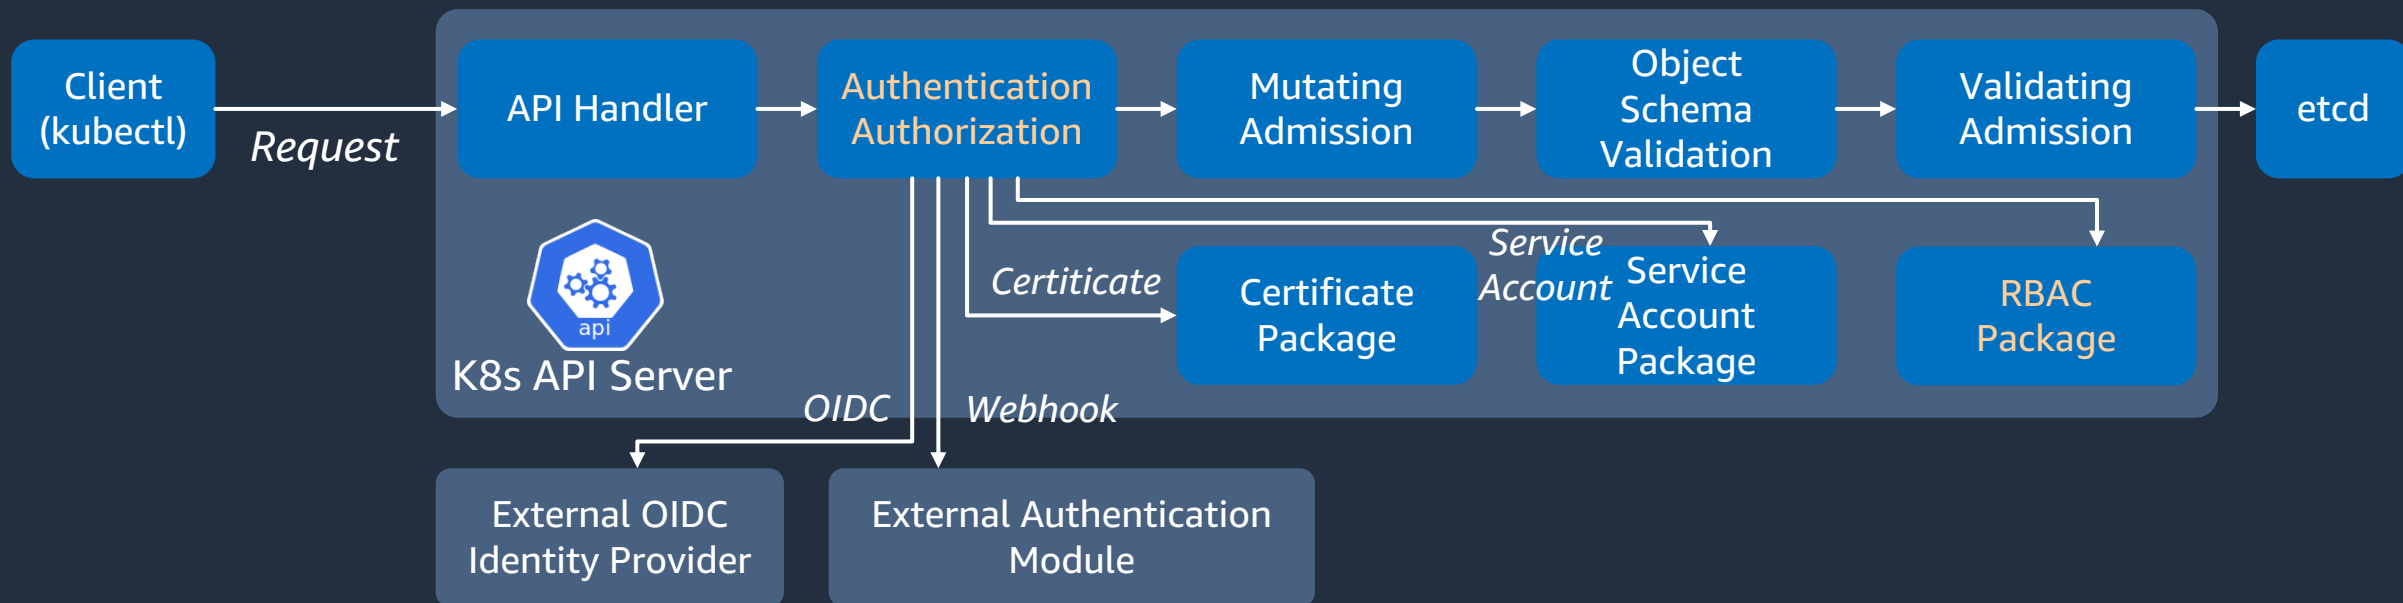 Client
(kubectl)
Request
API Handler
Authentication
Authorization
Mutating
Admission
Object
Schema
Validation
Validating
Admission
etcd
api
K8s API Server
Certiticate
Certificate
Package
Service
Account
Service
Account
Package
RBAC
Package
OIDC
Webhook
External OIDC
Identity Provider
External Authentication
Module